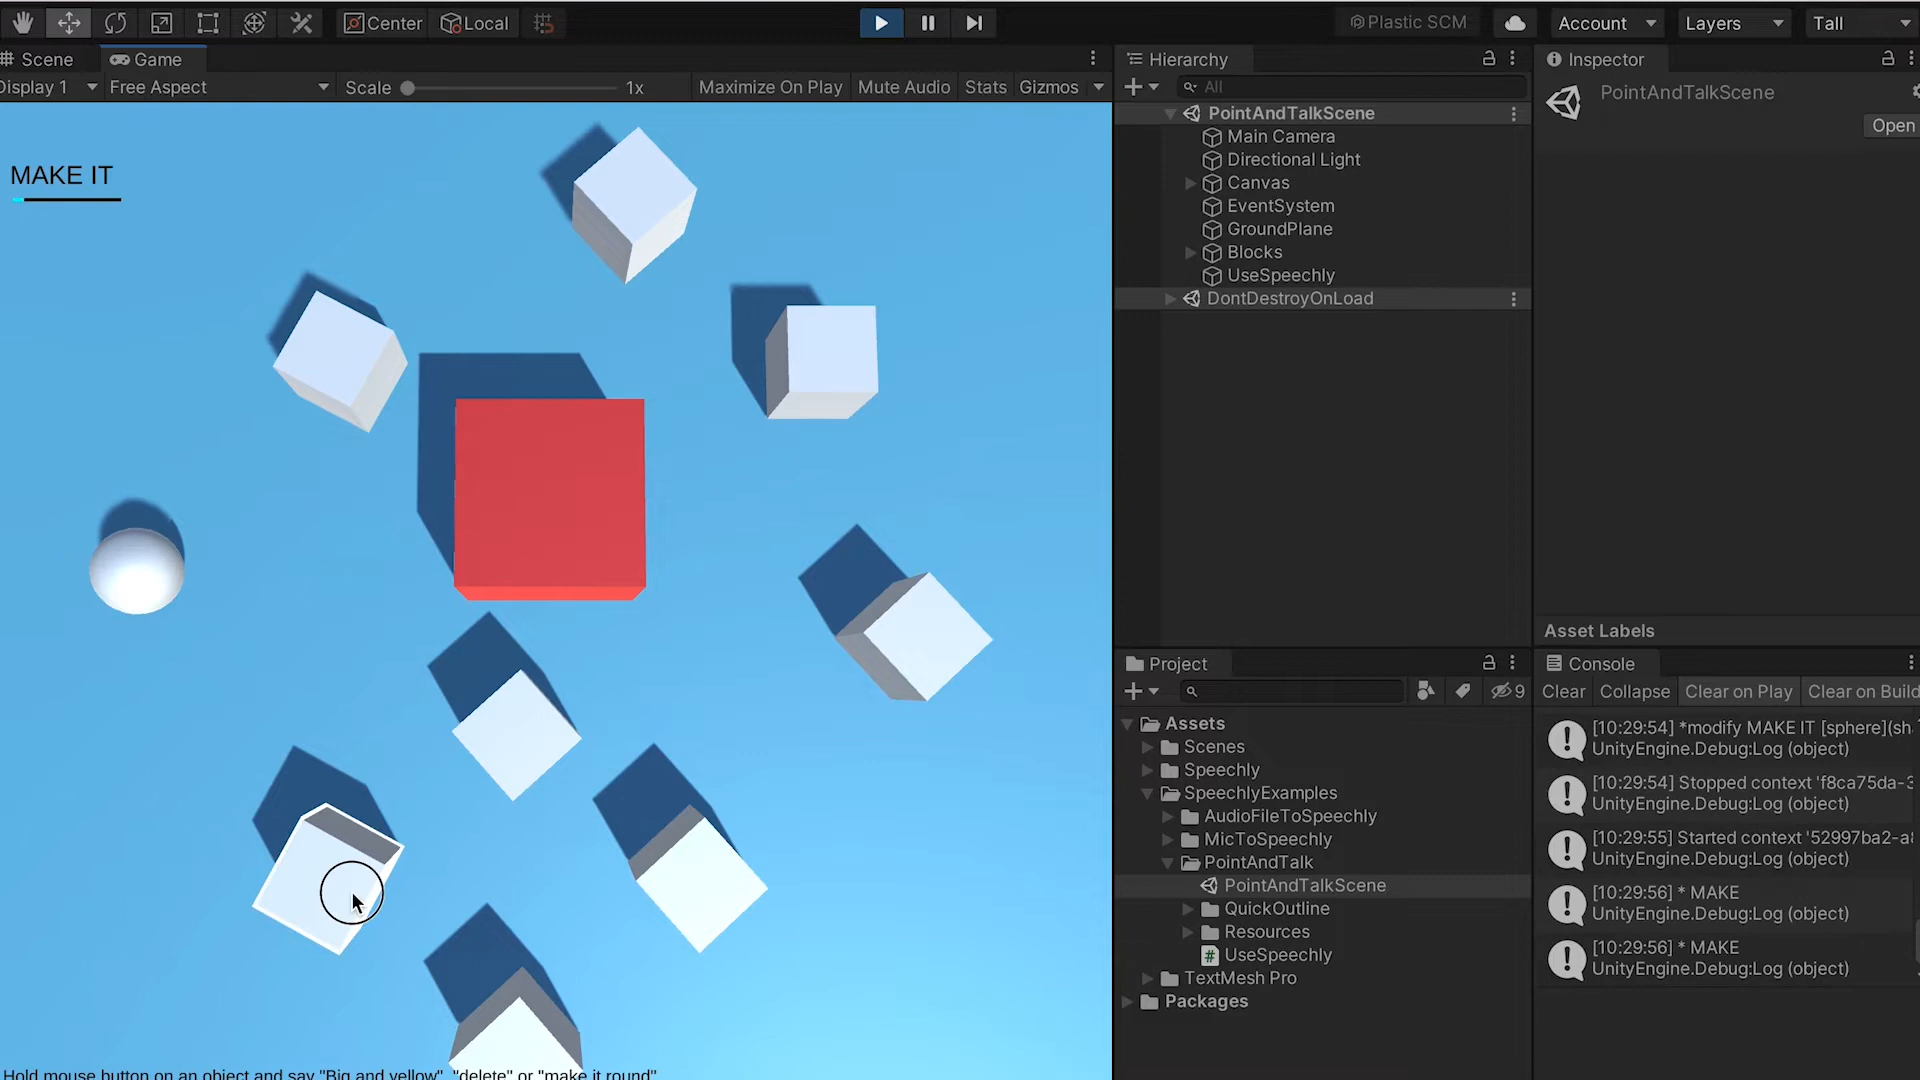 Center
Local
Plastic SCM
Account
Layers
Tall
Scene
Game
Display 1
Free Aspect
Scale
1x
Maximize On Play
Mute Audio
Stats
Gizmos
MAKE IT
Hold mouse button on an object and say "Big and yellow", "delete" or "make it round"
Hierarchy
All
PointAndTalkScene
Main Camera
Directional Light
Canvas
EventSystem
GroundPlane
Blocks
UseSpeechly
DontDestroyOnLoad
Inspector
PointAndTalkScene
Open
Asset Labels
Project
9
Assets
Scenes
Speechly
SpeechlyExamples
AudioFileToSpeechly
MicToSpeechly
PointAndTalk
PointAndTalkScene
QuickOutline
Resources
UseSpeechly
TextMesh Pro
Packages
Console
Clear
Collapse
Clear on Play
Clear on Build
[10:29:54] *modify MAKE IT [sphere](sh
UnityEngine.Debug:Log (object)
[10:29:54] Stopped context 'f8ca75da-3
UnityEngine.Debug:Log (object)
[10:29:55] Started context '52997ba2-a
UnityEngine.Debug:Log (object)
[10:29:56] * MAKE
UnityEngine.Debug:Log (object)
[10:29:56] * MAKE
UnityEngine.Debug:Log (object)